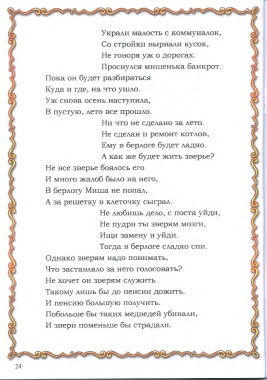 Украли малость с коммуналок,
Со стройки вырвали кусок,
Не говоря уж о дорогах.
Проснулся мишенька банкрот.
Пока он будет разбираться
Куда и где, на что ушло.
Уж снова осень наступила,
В пустую, лето все прошло.
Ни что не сделано за лето.
Не сделан и ремонт котлов,
Ему в берлоге будет ладно.
А как же будет жить зверье?
Не все зверье боялось его
И много жалоб было на него,
В берлогу Миша не попал,
А за решетку в клеточку сыграл.
Не любишь дело, с поста уйди,
Не пудри ты зверям мозги,
Ищи замену и уйди.
Тогда в берлоге сладко спи.
Однако зверям надо понимать,
Что заставляло за него голосовать?
Не хочет он зверям служить
Такому лишь бы до пенсии дожить.
И пенсию большую получить.
Побольше бы таких медведей убивали,
И звери поменьше бы страдали.
24